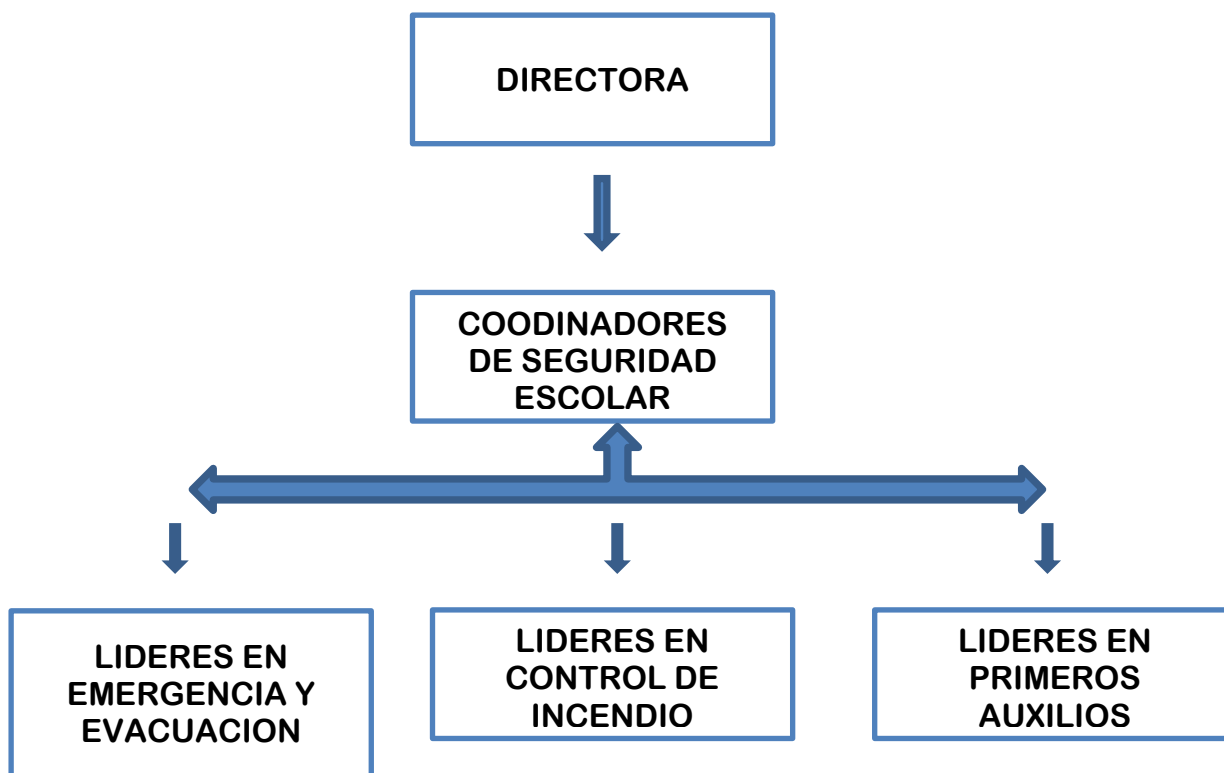 DIRECTORA
COODINADORES
DE SEGURIDAD
ESCOLAR
LIDERES EN
EMERGENCIA Y
EVACUACION
LIDERES EN
CONTROL DE
INCENDIO
LIDERES EN
PRIMEROS
AUXILIOS